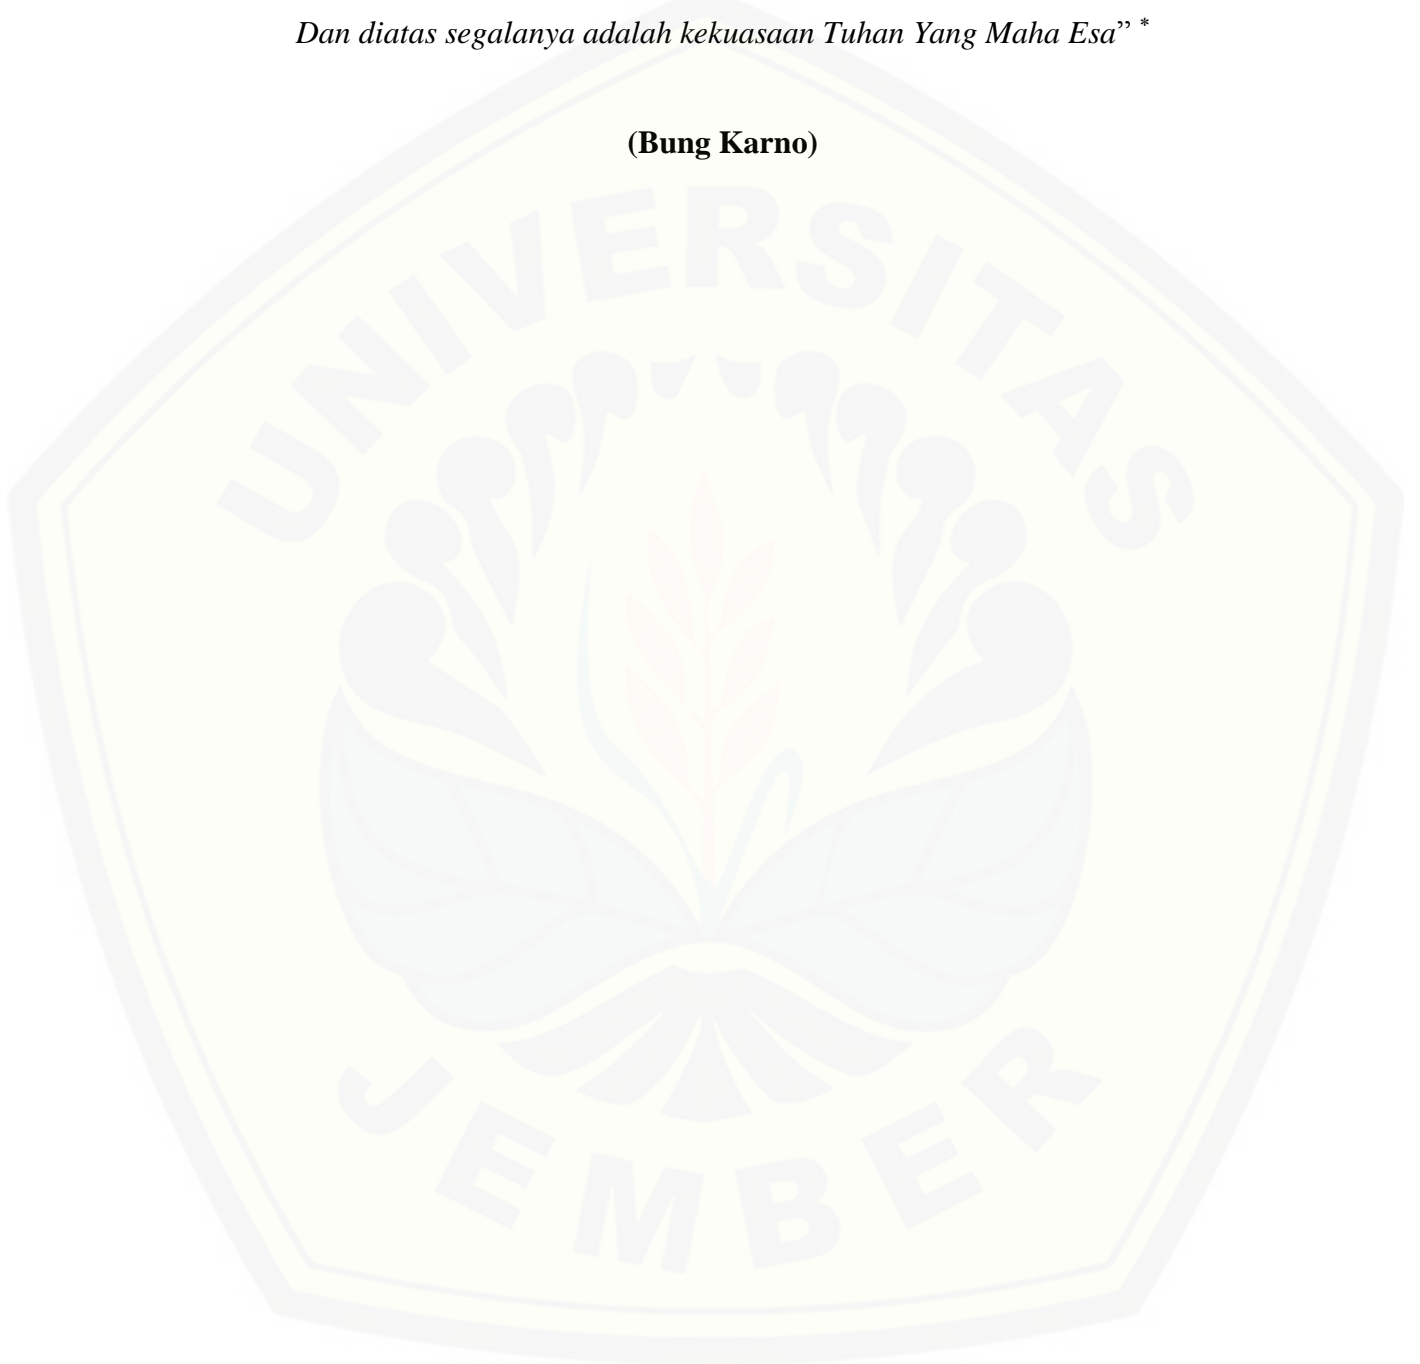 Dan diatas segalanya adalah kekuasaan Tuhan Yang Maha Esa” *
(Bung Karno)
UNIVERSITAS
JEMBER